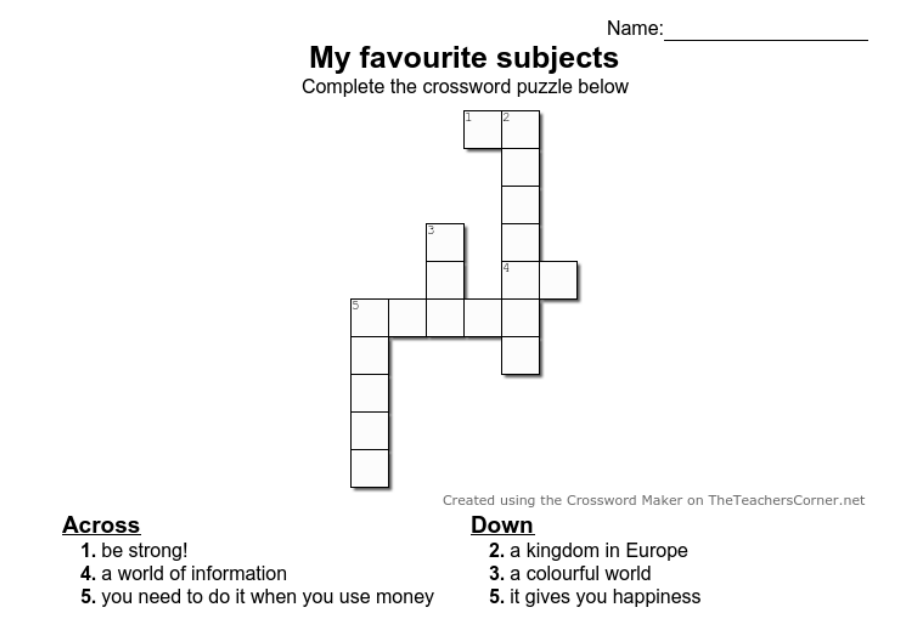 Name:
My favourite subjects
Complete the crossword puzzle below
1 2
3
4
5
Created using the Crossword Maker on TheTeachersCorner.net
Across
1. be strong!
4. a world of information
5. you need to do it when you use money
Down
2. a kingdom in Europe
3. a colourful world
5. it gives you happiness